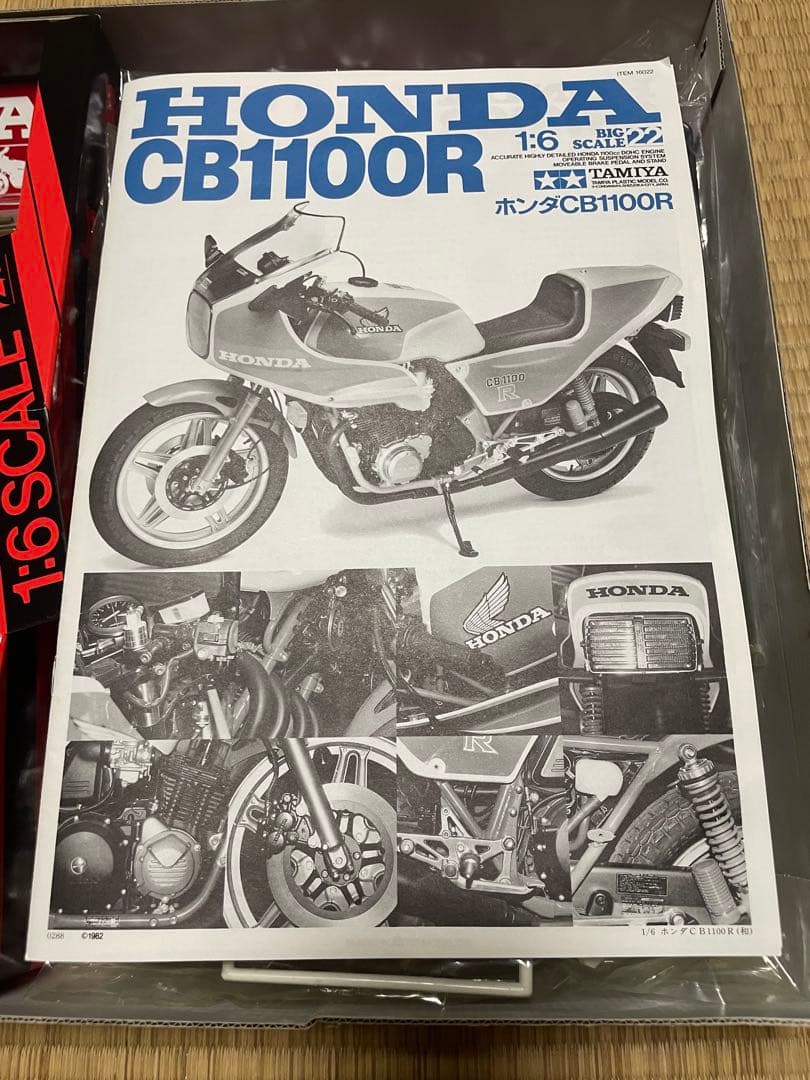 ITEM 16022
HONDA
CB1100R
1:6 BIG SCALE 22
ACCURATE HIGHLY DETAILED HONDA 1100cc DOHC ENGINE
OPERATING SUSPENSION SYSTEM
MOVEABLE BRAKE PEDAL AND STAND
TAMIYA
TAMIYA PLASTIC MODEL CO.
ホンダCB1100R
HONDA
HONDA
CB1100
R
HONDA
HONDA
R
0288 ©1982
1/6 ホンダCB1100R(和)
1:6 SCALE